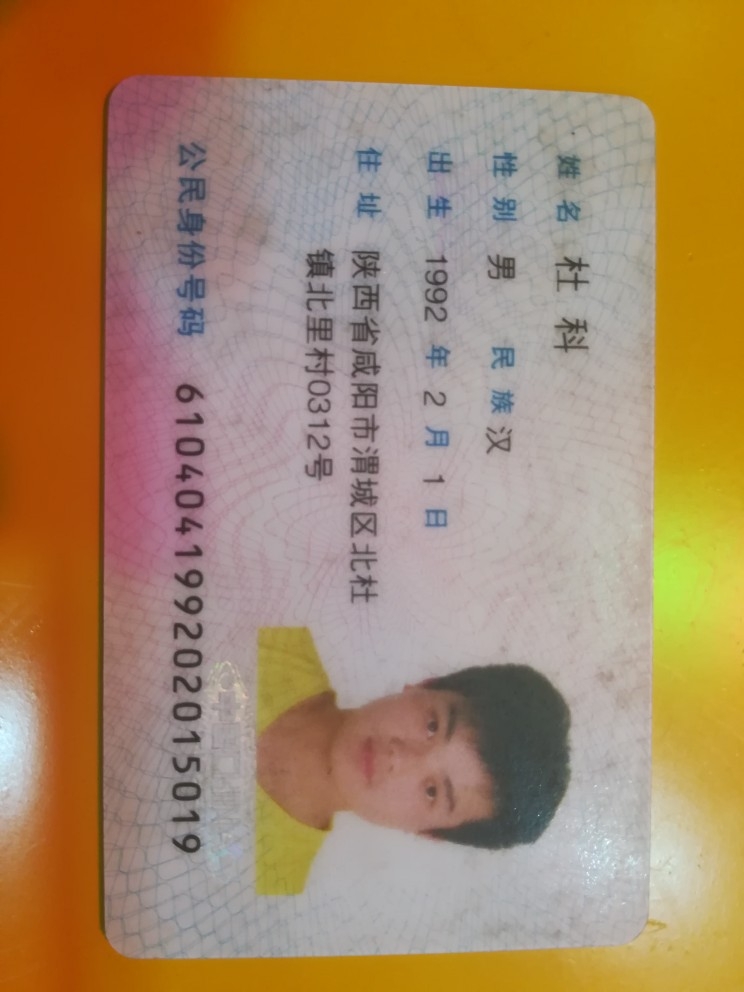 姓名 杜科
性别 男 民族 汉
出生 1992 年 2 月 1 日
住址 陕西省咸阳市渭城区北杜
镇北里村0312号
公民身份号码 610404199202015019